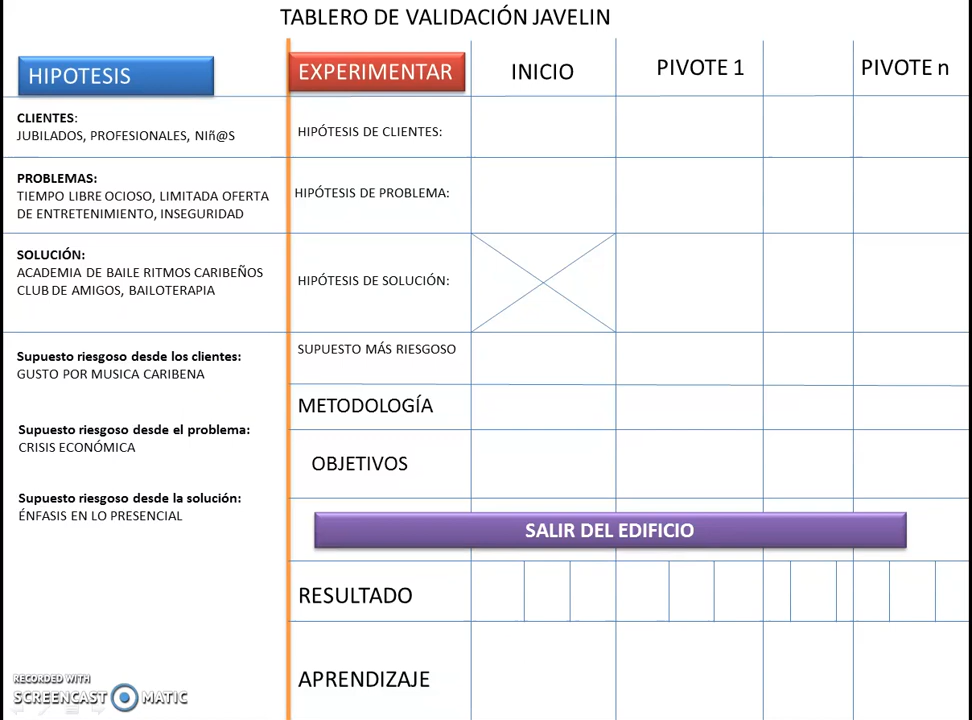 TABLERO DE VALIDACIÓN JAVELIN
HIPOTESIS
EXPERIMENTAR
INICIO
PIVOTE 1
PIVOTE n
CLIENTES:
JUBILADOS, PROFESIONALES, NIñ@S
HIPÓTESIS DE CLIENTES:
PROBLEMAS:
TIEMPO LIBRE OCIOSO, LIMITADA OFERTA
DE ENTRETENIMIENTO, INSEGURIDAD
HIPÓTESIS DE PROBLEMA:
SOLUCIÓN:
ACADEMIA DE BAILE RITMOS CARIBEÑOS
CLUB DE AMIGOS, BAILOTERAPIA
HIPÓTESIS DE SOLUCIÓN:
Supuesto riesgoso desde los clientes:
GUSTO POR MUSICA CARIBENA
SUPUESTO MÁS RIESGOSO
METODOLOGÍA
Supuesto riesgoso desde el problema:
CRISIS ECONÓMICA
OBJETIVOS
Supuesto riesgoso desde la solución:
ÉNFASIS EN LO PRESENCIAL
SALIR DEL EDIFICIO
RESULTADO
APRENDIZAJE
RECORDED WITH
SCREENCAST MATIC